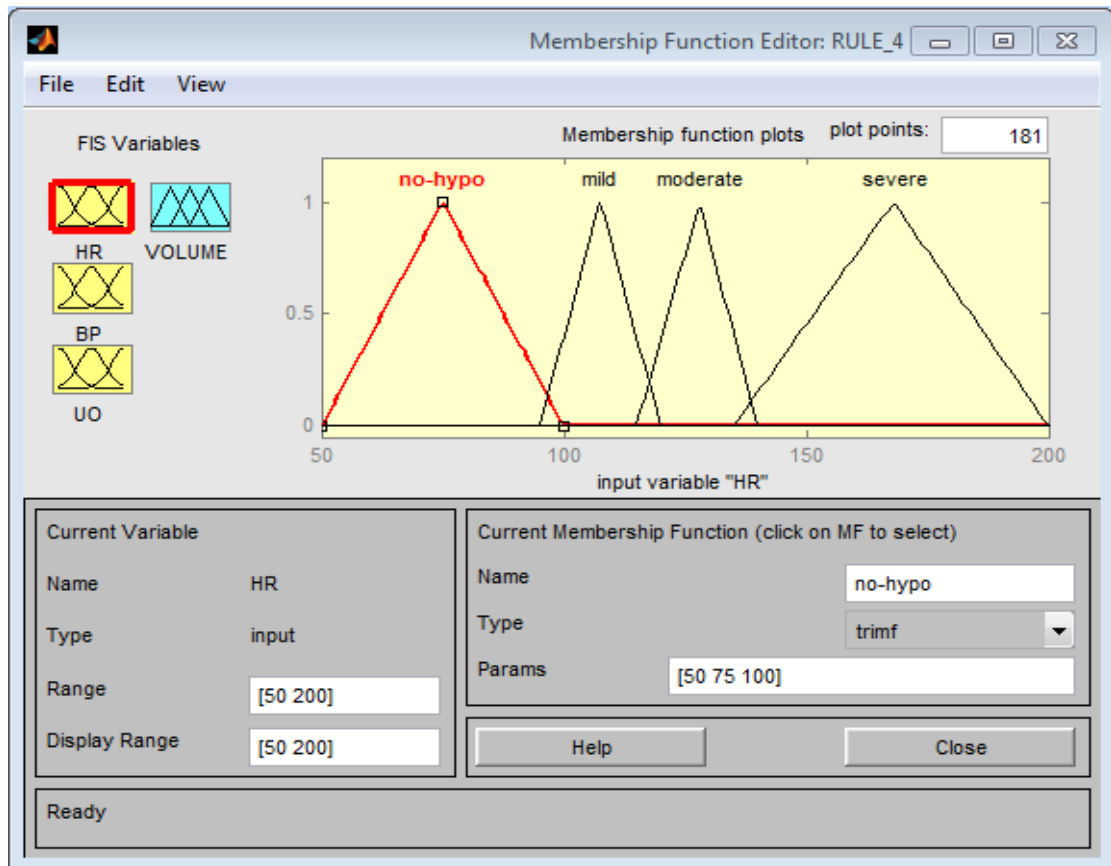 Membership Function Editor: RULE_4
File Edit View
FIS Variables
Membership function plots plot points: 181
no-hypo mild moderate severe
1
HR VOLUME
0.5
BP
0
UO
50 100 150 200
input variable "HR"
Current Variable
Name HR
Type input
Range [50 200]
Display Range [50 200]
Current Membership Function (click on MF to select)
Name no-hypo
Type trimf
Params [50 75 100]
Help Close
Ready